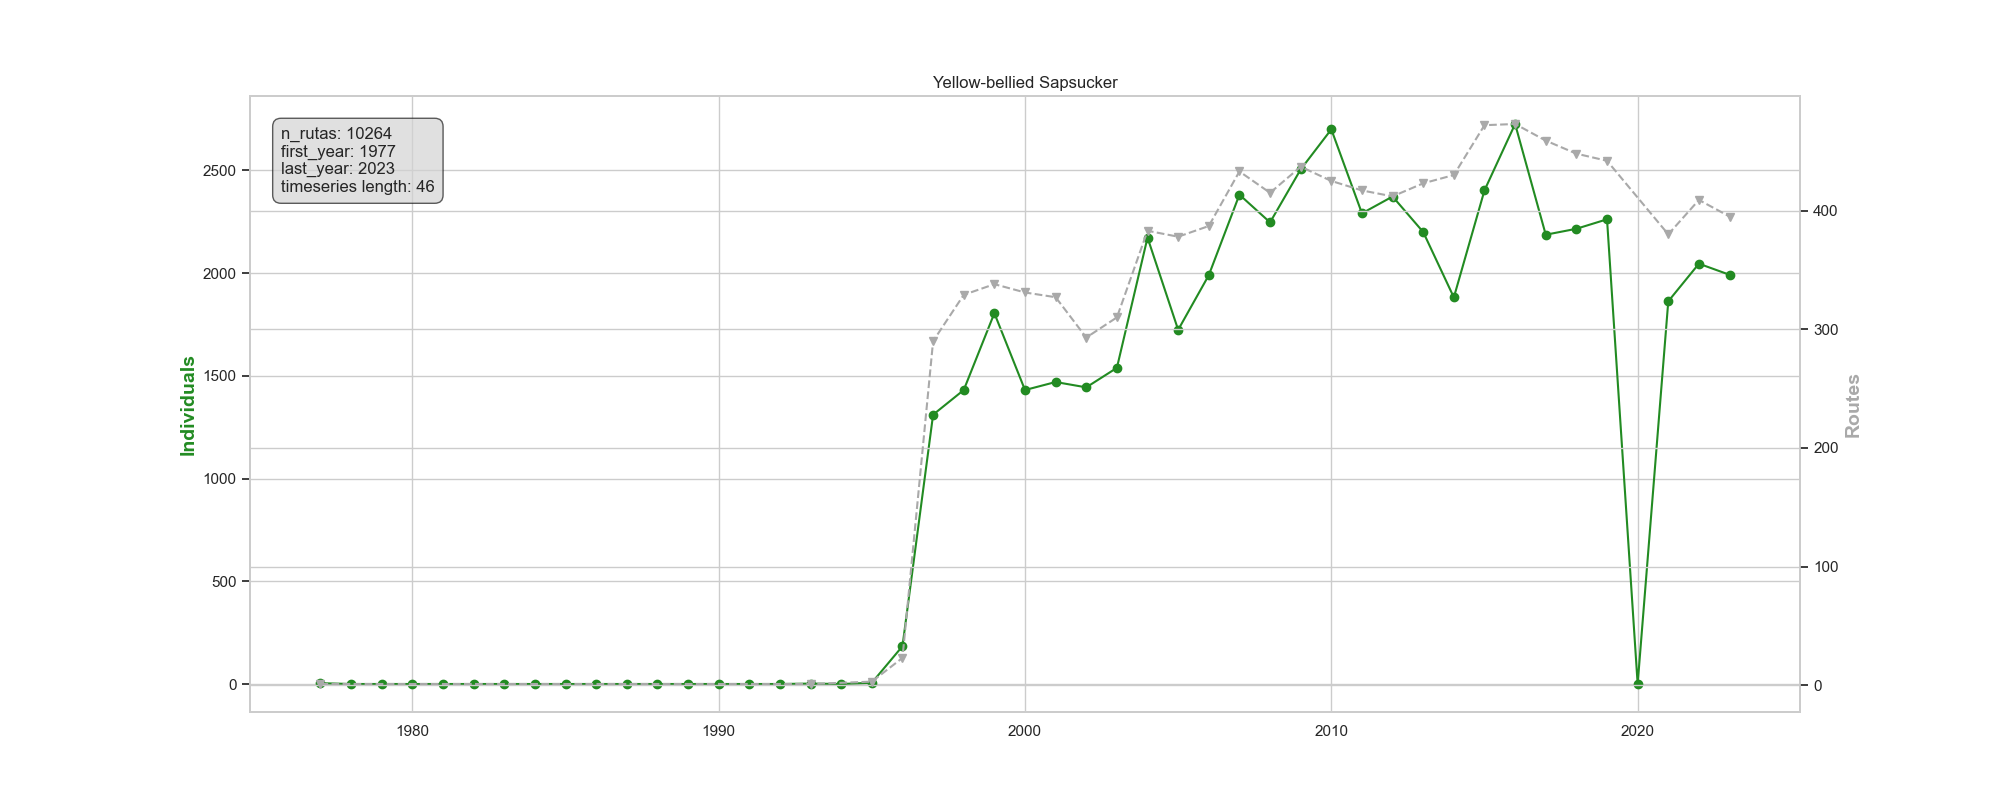 Yellow-bellied Sapsucker
n_rutas: 10264
first_year: 1977
last_year: 2023
timeseries length: 46
Individuals
2500
2000
1500
1000
500
0
Routes
400
300
200
100
0
1980
1990
2000
2010
2020